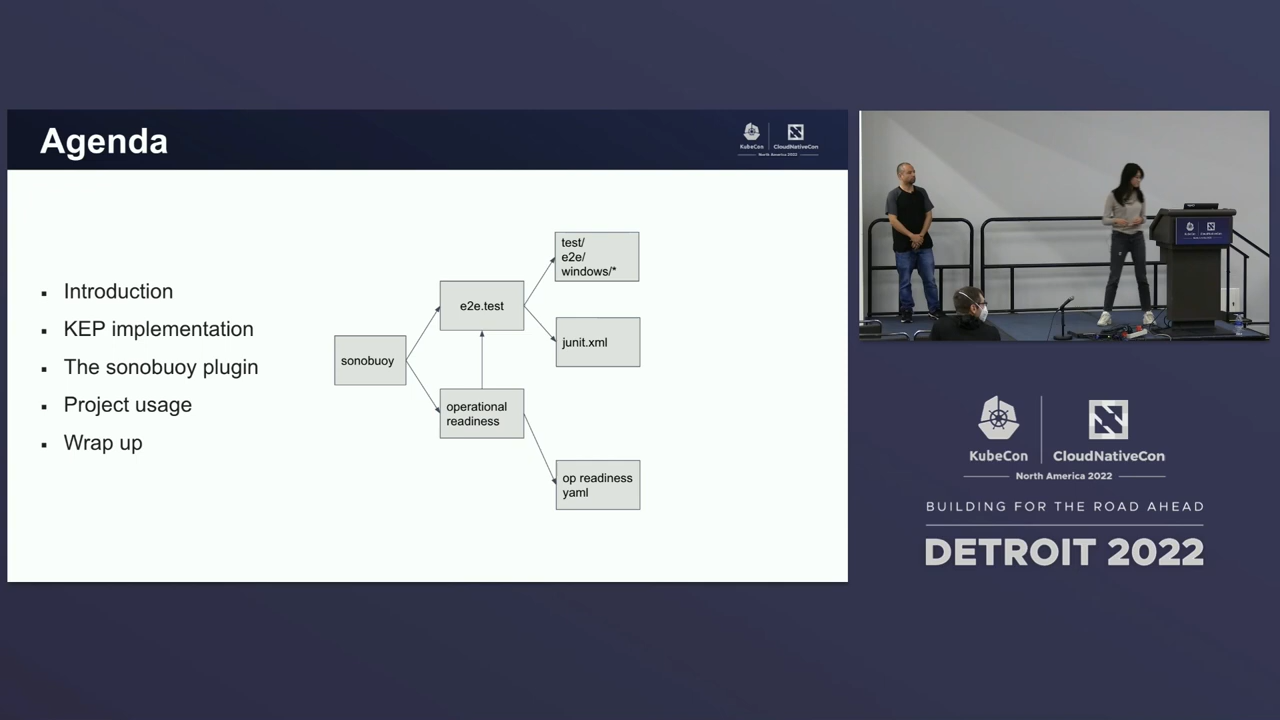 Agenda
KubeCon
CloudNativeCon
North America 2022
Introduction
KEP implementation
The sonobuoy plugin
Project usage
Wrap up
sonobuoy
e2e.test
operational
readiness
test/
e2e/
windows/*
junit.xml
op readiness
yaml
KubeCon
CloudNativeCon
North America 2022
BUILDING FOR THE ROAD AHEAD
DETROIT 2022